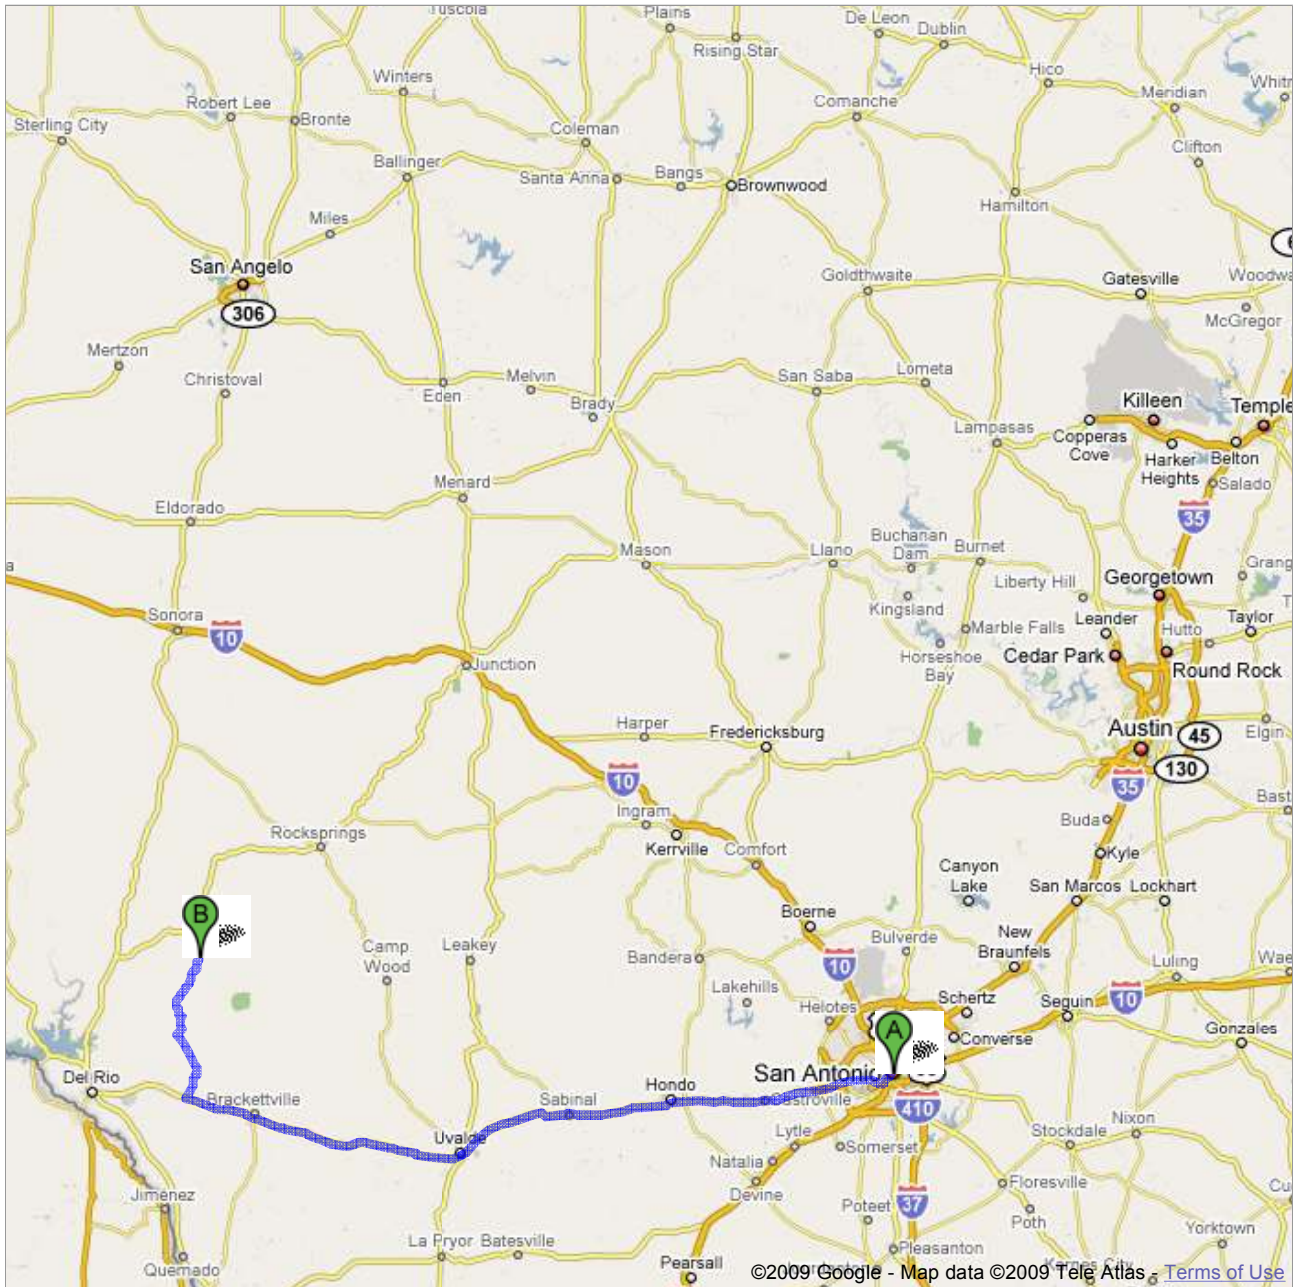 Tuscola
Plains
De Leon
Dublin
Rising Star
Winters
Hico
Meridian
Robert Lee
Bronte
Comanche
Sterling City
Coleman
Clifton
Ballinger
Santa Anna
Bangs
Brownwood
Hamilton
Miles
San Angelo
306
Goldthwaite
Gatesville
McGregor
Mertzon
Christoval
Eden
Melvin
San Saba
Lometa
Brady
Killeen
Temple
Lampasas
Copperas
Cove
Harker
Heights
Belton
Salado
Menard
Eldorado
35
Mason
Llano
Buchanan
Dam
Burnet
Liberty Hill
Georgetown
Kingsland
Sonora
10
Marble Falls
Leander
Hutto
Taylor
Junction
Horseshoe
Bay
Cedar Park
Round Rock
Harper
Fredericksburg
Austin
45
Elgin
130
10
35
Ingram
Buda
Rocksprings
Kerrville
Comfort
Kyle
Canyon
Lake
San Marcos
Lockhart
B
Boerne
Camp
Wood
Leakey
Bandera
Bulverde
New
Braunfels
Luling
10
Lakehills
Helotes
Schertz
Seguin
10
A
Converse
Gonzales
Del Rio
San Antonio
Brackettville
Sabinal
Hondo
Castroville
410
Nixon
Uvalde
Lytle
Somerset
Stockdale
Natalia
Devine
Floresville
Jimenez
Poteet
37
Poth
Yorktown
La Pryor
Batesville
Pleasanton
Quemado
Pearsall
Karnes City
©2009 Google - Map data ©2009 Tele Atlas - Terms of Use